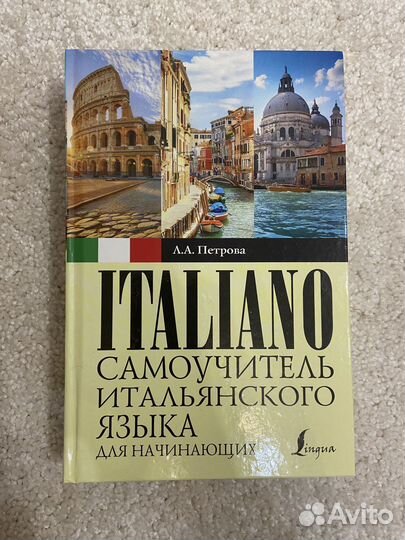 Л.А. Петрова
ITALIANO
САМОУЧИТЕЛЬ
ИТАЛЬЯНСКОГО
ЯЗЫКА
ДЛЯ НАЧИНАЮЩИХ
Lingua
Avito